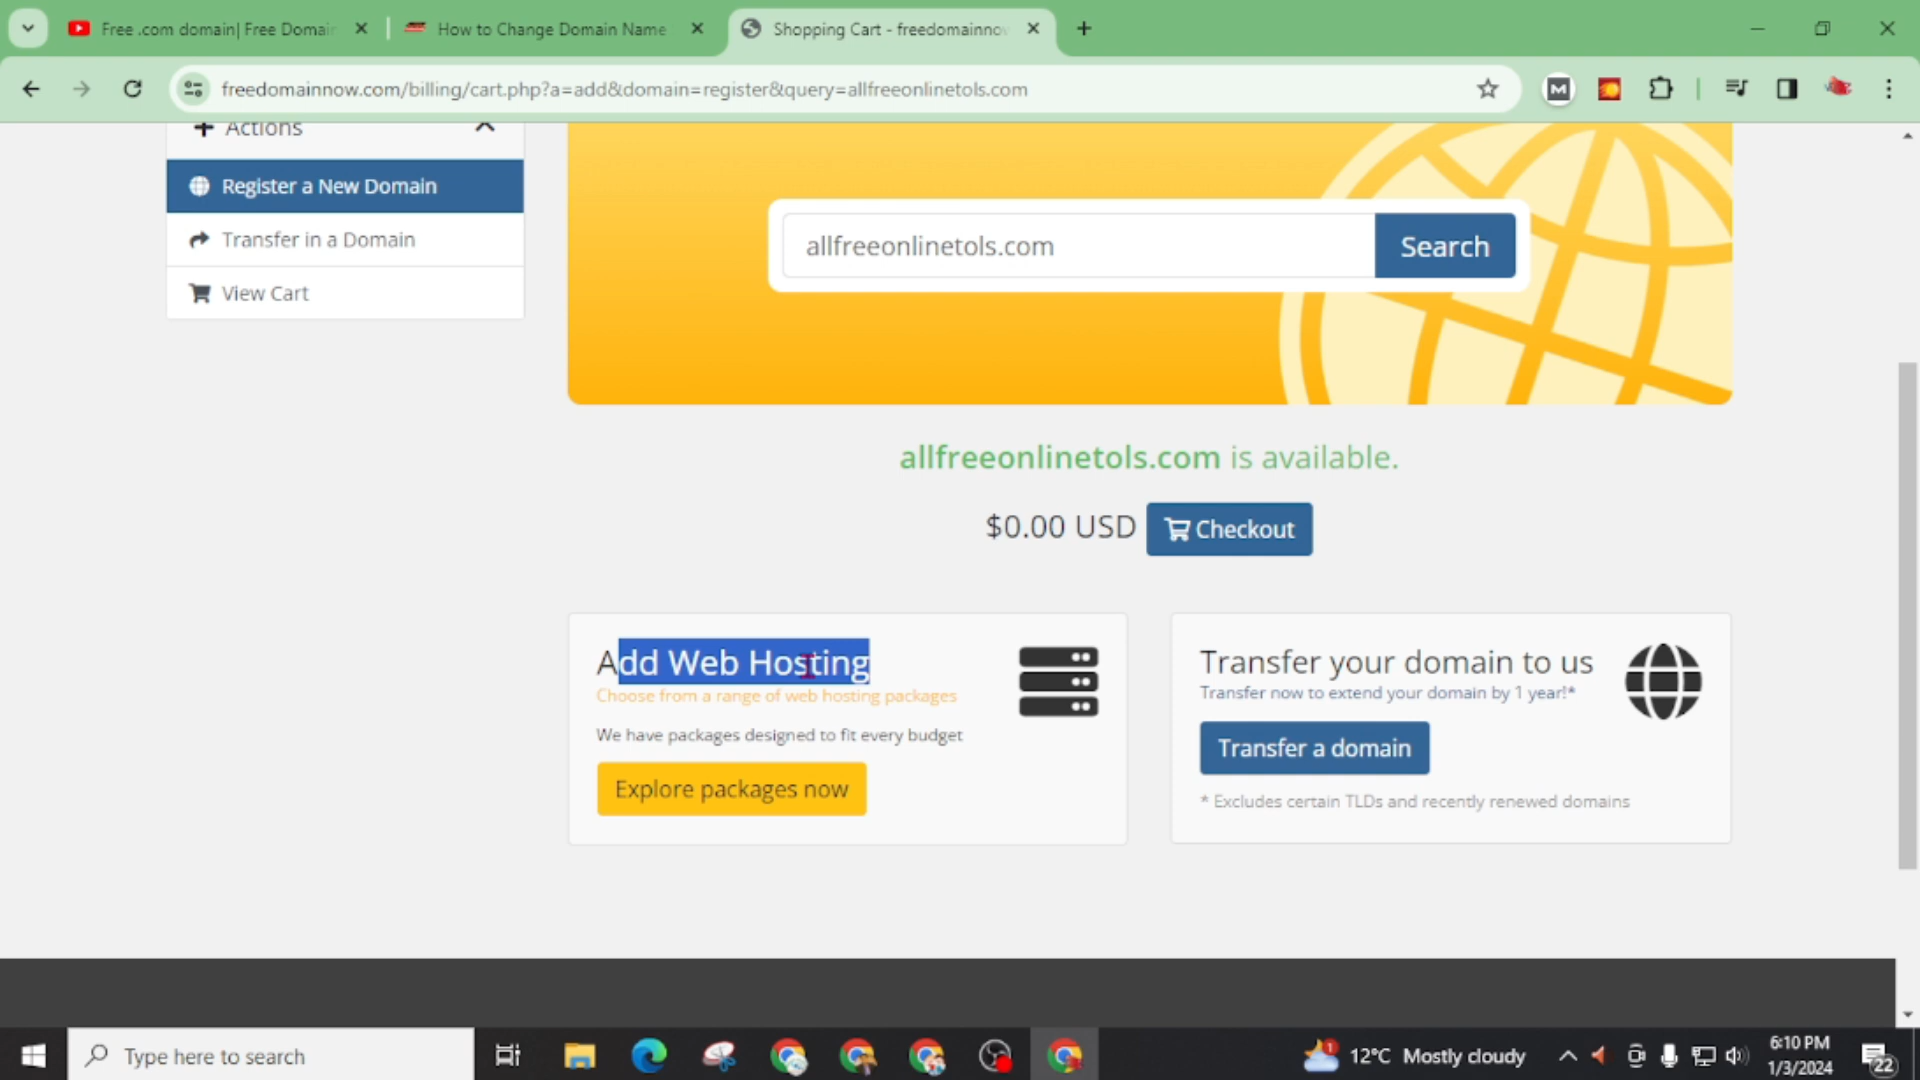 Free .com domain| Free Domain
How to Change Domain Name
Shopping Cart - freedomainnow
freedomainnow.com/billing/cart.php?a=add&domain=register&query=allfreeonlinetols.com
Actions
Register a New Domain
Transfer in a Domain
View Cart
allfreeonlinetols.com
Search
allfreeonlinetols.com is available.
$0.00 USD
Checkout
Add Web Hosting
Choose from a range of web hosting packages
We have packages designed to fit every budget
Explore packages now
Transfer your domain to us
Transfer now to extend your domain by 1 year!*
Transfer a domain
* Excludes certain TLDs and recently renewed domains
Type here to search
12°C Mostly cloudy
6:10 PM
1/3/2024
22